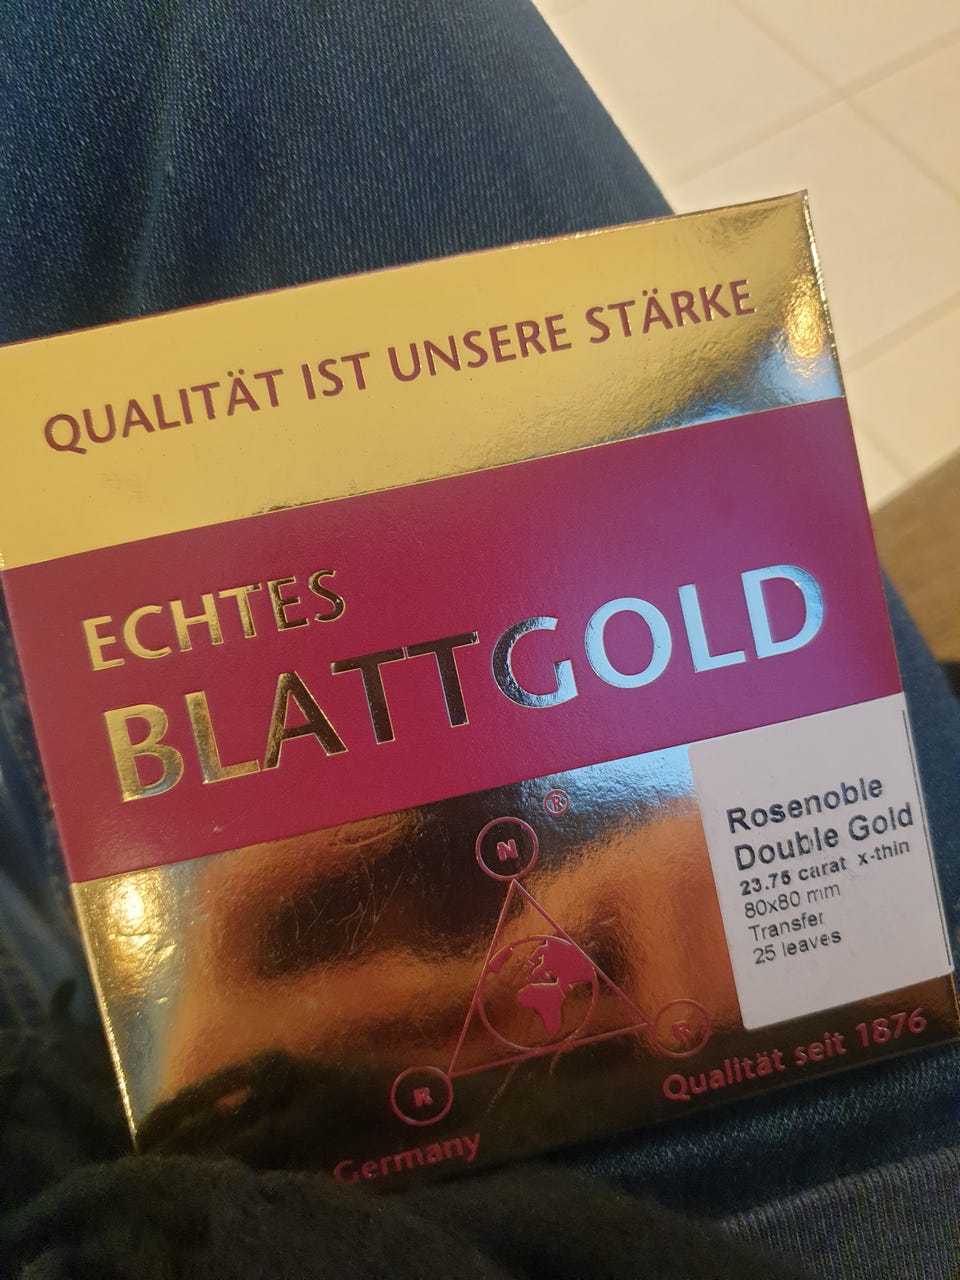 QUALITÄT IST UNSERE STÄRKE
ECHTES
BLATTGOLD
®
N
R
R
Rosenoble
Double Gold
23.75 carat x-thin
80x80 mm
Transfer
25 leaves
Qualität seit 1876
Germany